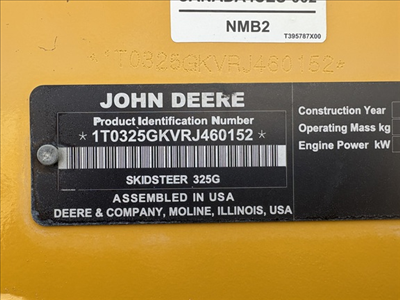 NMB2
T395787X00
*1T0325GKVRJ460152*
JOHN DEERE
Product Identification Number
*1T0325GKVRJ460152*
SKIDSTEER 325G
ASSEMBLED IN USA
DEERE & COMPANY, MOLINE, ILLINOIS, USA
Construction Year
Operating Mass kg
Engine Power kW